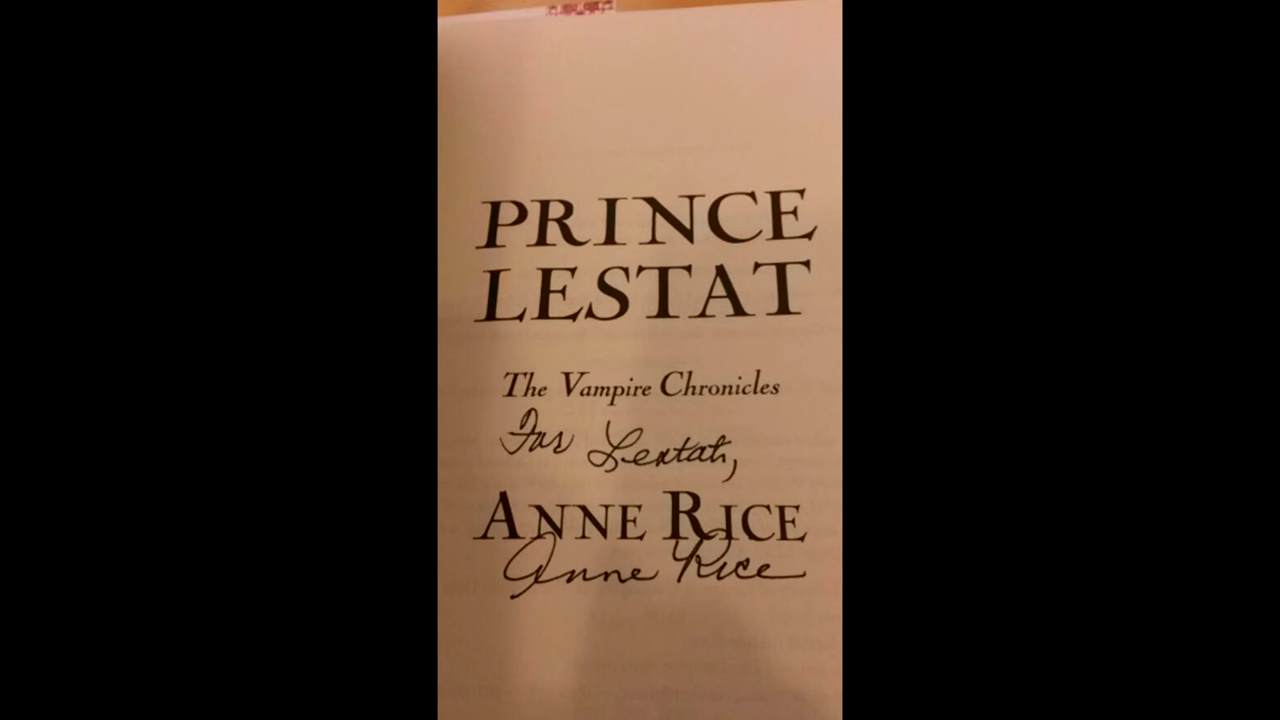 PRINCE
LESTAT
The Vampire Chronicles
For Lestat,
ANNE RICE
Anne Rice